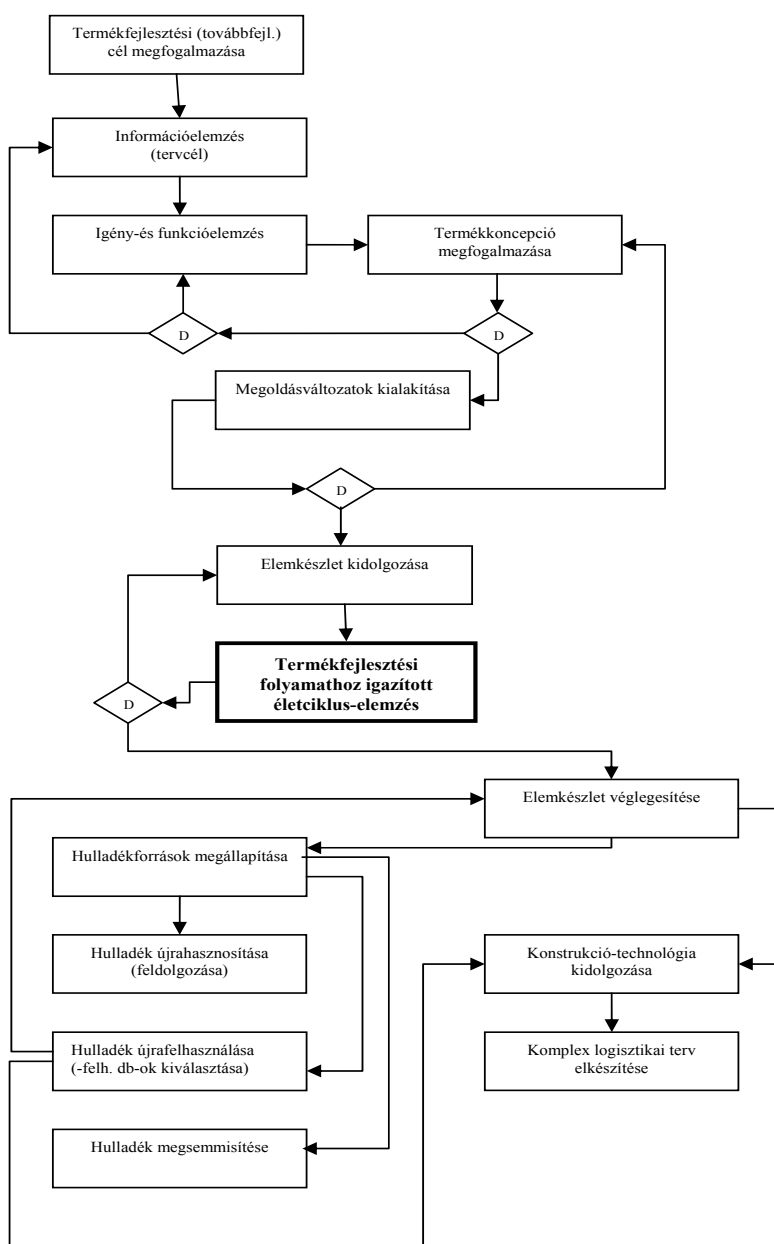 Termékfejlesztési (továbbfejl.)
cél megfogalmazása
Információelemzés
(tervcél)
Igény-és funkcióelemzés
Termékkoncepció
megfogalmazása
D
D
Megoldásváltozatok kialakítása
D
Elemkészlet kidolgozása
Termékfejlesztési
folyamathoz igazított
életciklus-elemzés
D
Elemkészlet véglegesítése
Hulladékforrások megállapítása
Hulladék újrahasznosítása
(feldolgozása)
Konstrukció-technológia
kidolgozása
Hulladék újrafelhasználása
(-felh. db-ok kiválasztása)
Komplex logisztikai terv
elkészítése
Hulladék megsemmisítése